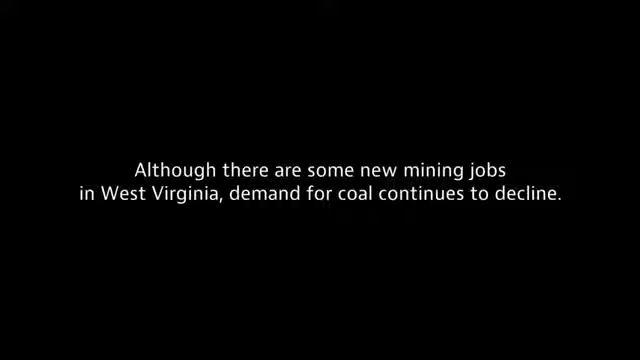 Although there are some new mining jobs
in West Virginia, demand for coal continues to decline.